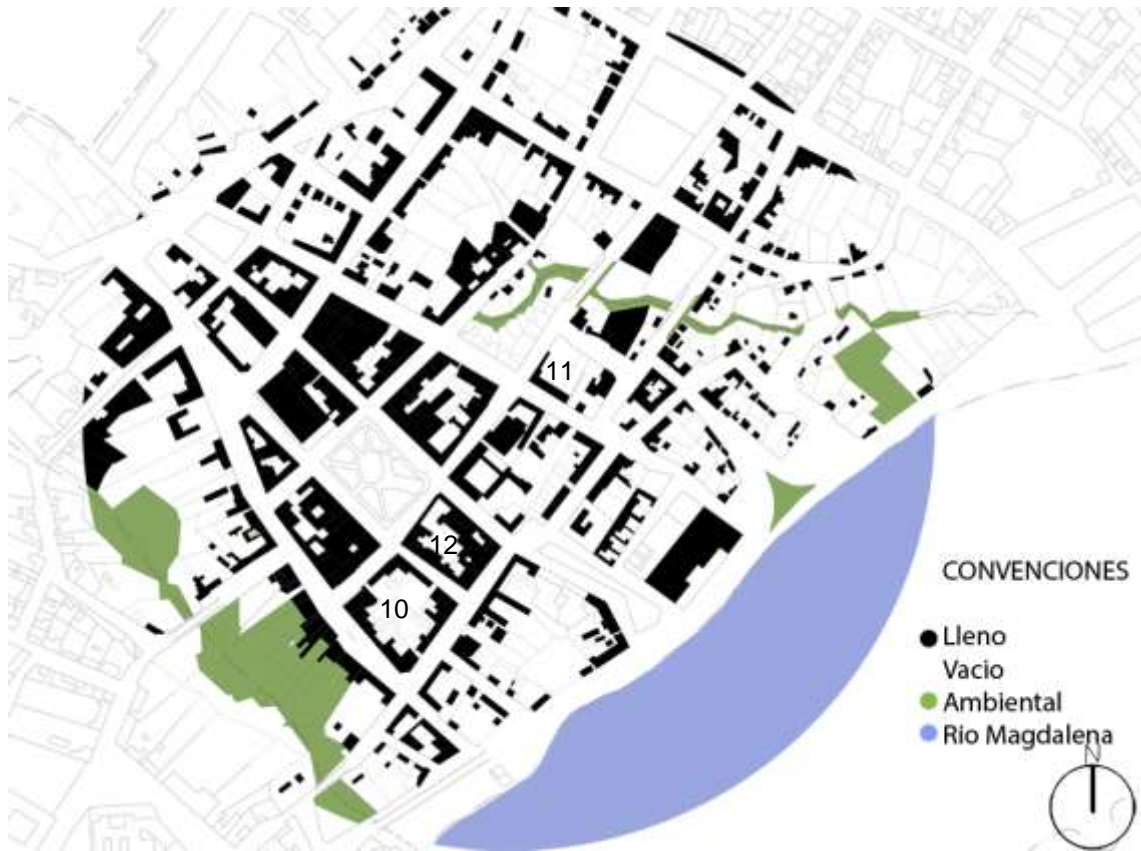 11
12
10
CONVENCIONES
Lleno
Vacio
Ambiental
Rio Magdalena
N